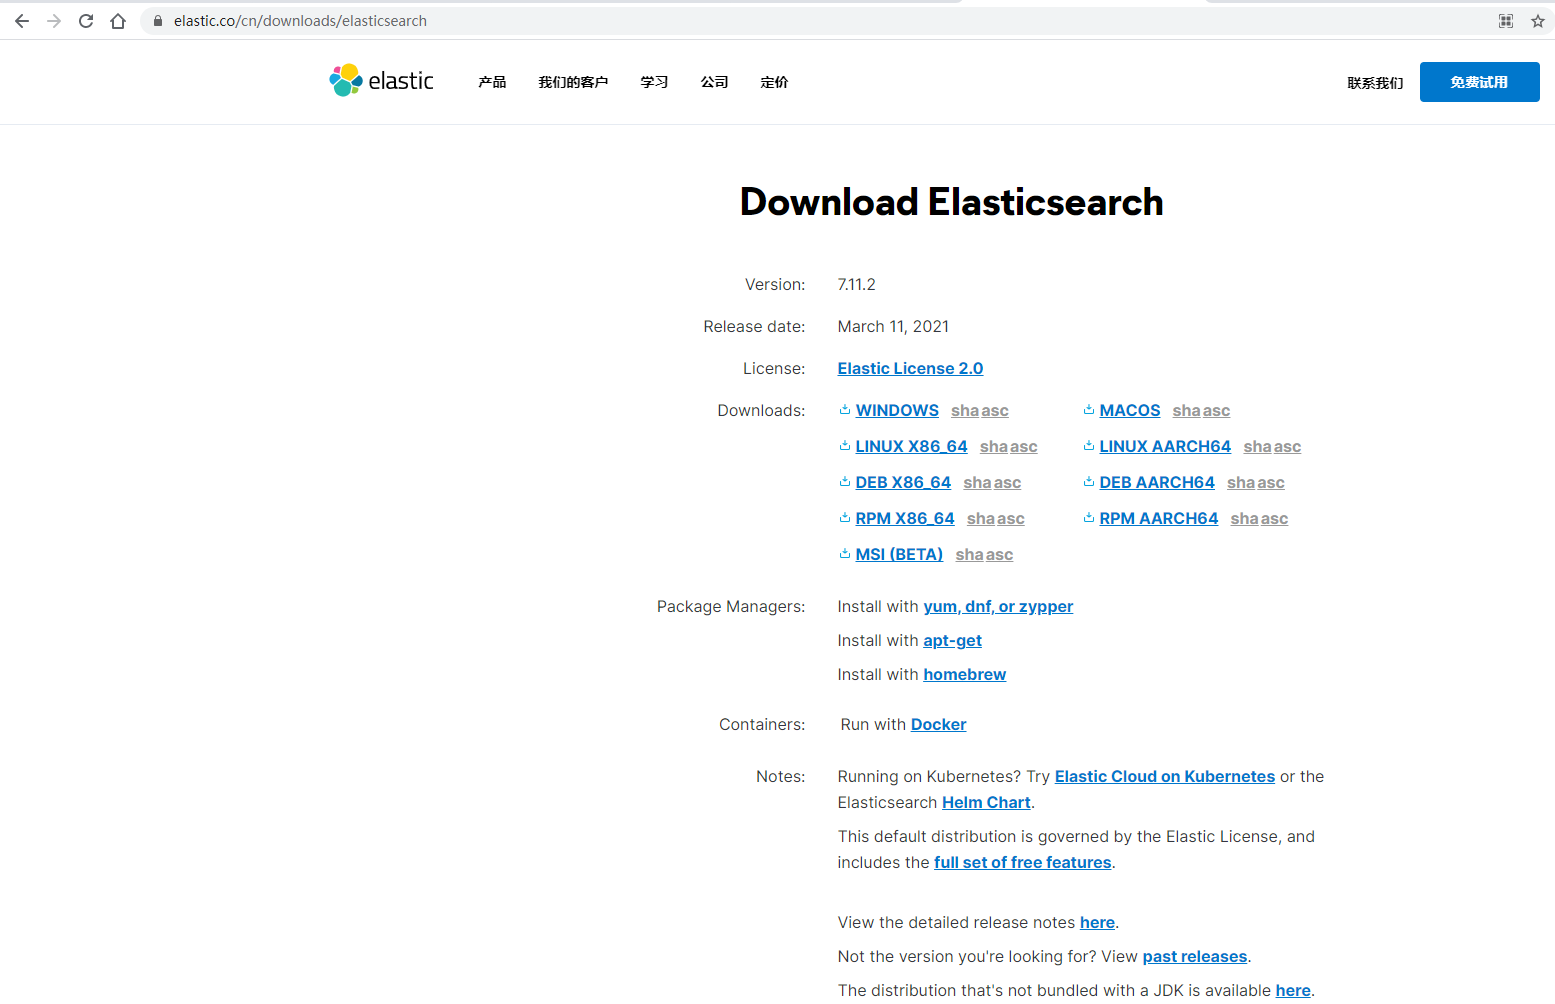 elastic.co/cn/downloads/elasticsearch
elastic 产品 我们的客户 学习 公司 定价 联系我们 免费试用
Download Elasticsearch
Version: 7.11.2
Release date: March 11, 2021
License: Elastic License 2.0
Downloads: WINDOWS sha asc MACOS sha asc
LINUX X86_64 sha asc LINUX AARCH64 sha asc
DEB X86_64 sha asc DEB AARCH64 sha asc
RPM X86_64 sha asc RPM AARCH64 sha asc
MSI (BETA) sha asc
Package Managers: Install with yum, dnf, or zypper
Install with apt-get
Install with homebrew
Containers: Run with Docker
Notes: Running on Kubernetes? Try Elastic Cloud on Kubernetes or the
Elasticsearch Helm Chart.
This default distribution is governed by the Elastic License, and
includes the full set of free features.
View the detailed release notes here.
Not the version you're looking for? View past releases.
The distribution that's not bundled with a JDK is available here.